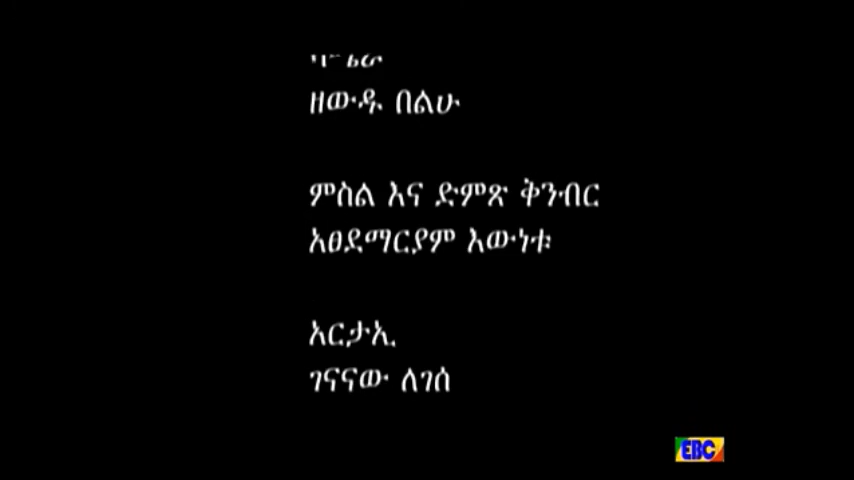 ዘውዱ በልሁ
ምስል እና ድምጽ ቅንብር
አፀደማርያም እውነቱ
አርታኢ
ገናናው ለገሰ
EBC